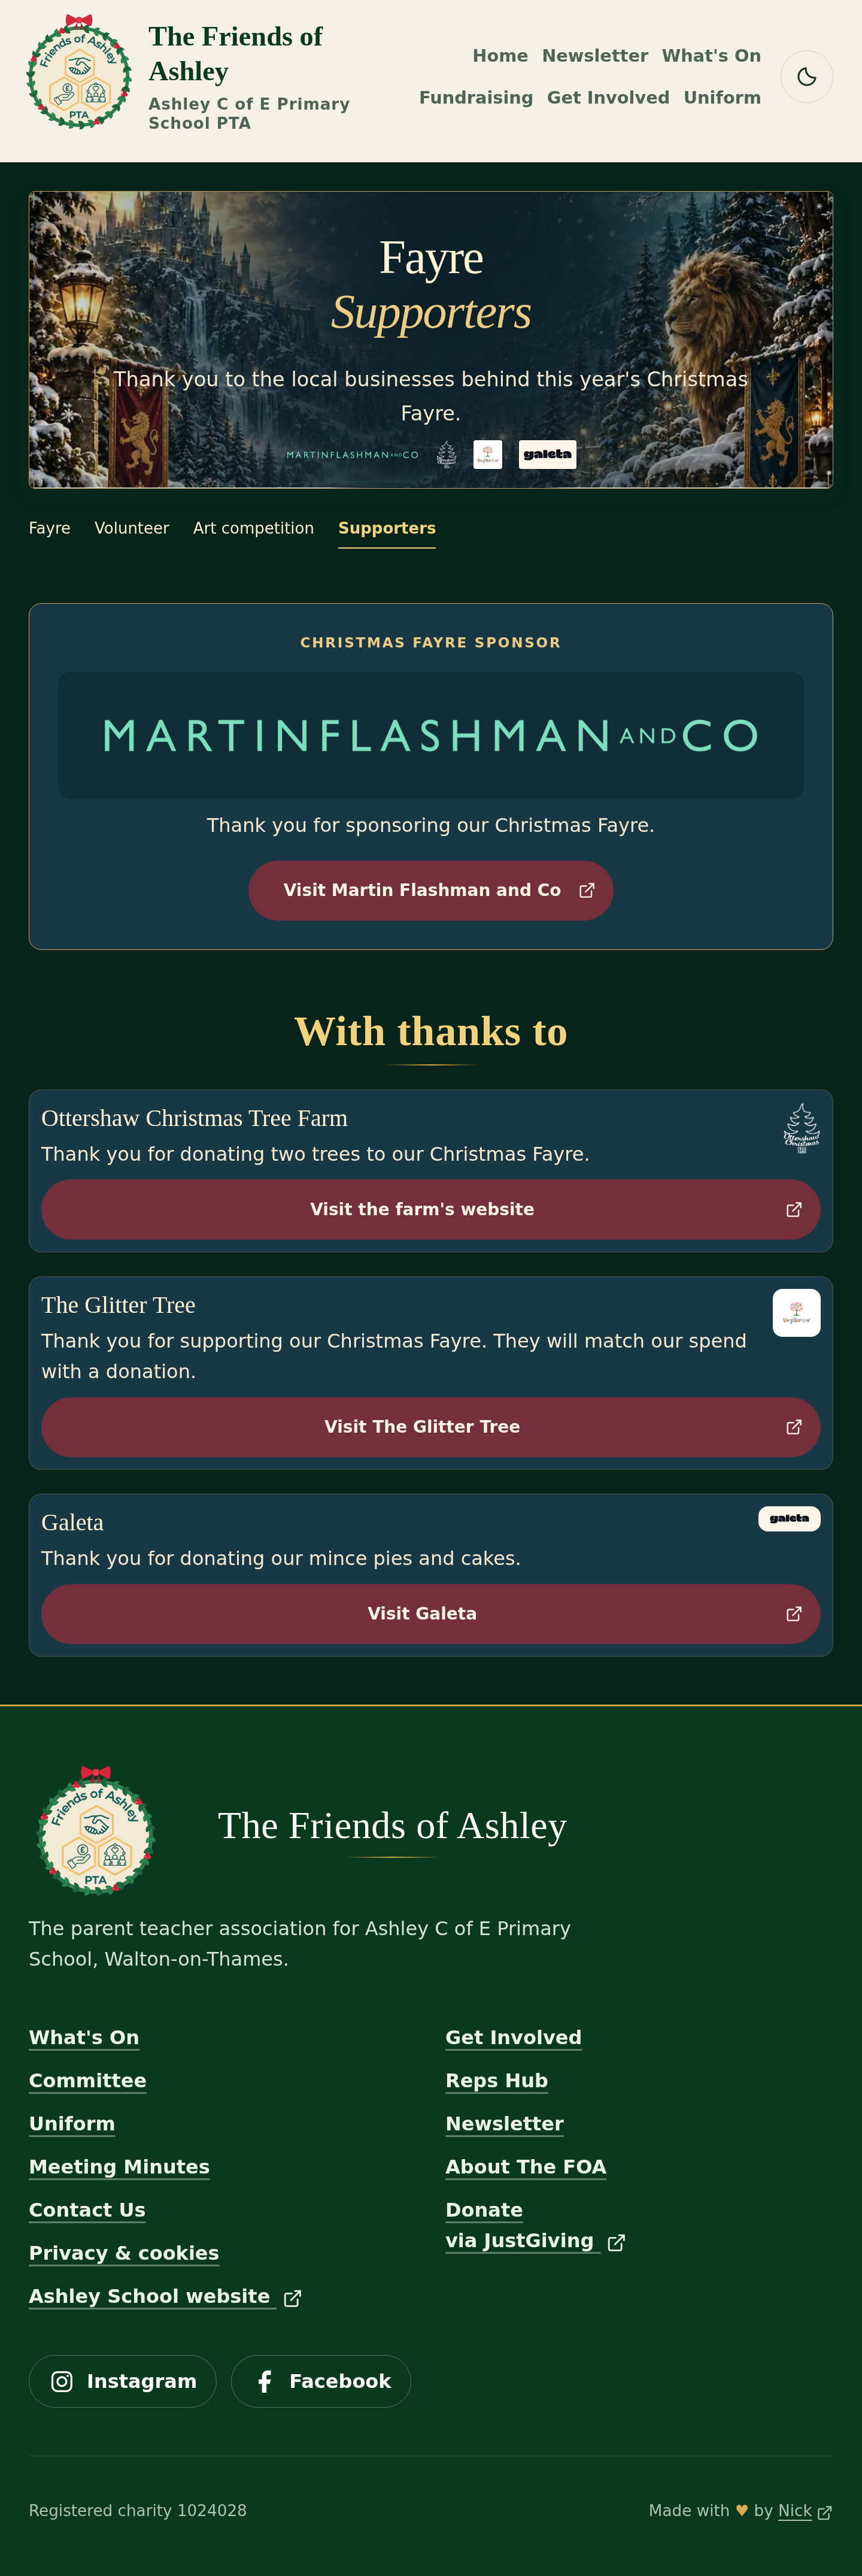 Friends of Ashley
PTA
The Friends of
Ashley
Ashley C of E Primary
School PTA
Home Newsletter What's On
Fundraising Get Involved Uniform
Fayre
Supporters
Thank you to the local businesses behind this year's Christmas
Fayre.
MARTINFLASHMANANDCO
galeta
Fayre Volunteer Art competition Supporters
CHRISTMAS FAYRE SPONSOR
MARTINFLASHMANANDCO
Thank you for sponsoring our Christmas Fayre.
Visit Martin Flashman and Co
With thanks to
Ottershaw Christmas Tree Farm
Ottershaw
Christmas
TREE
FARM
Thank you for donating two trees to our Christmas Fayre.
Visit the farm's website
The Glitter Tree
the glitter tree
Thank you for supporting our Christmas Fayre. They will match our spend
with a donation.
Visit The Glitter Tree
Galeta
galeta
Thank you for donating our mince pies and cakes.
Visit Galeta
Friends of Ashley
PTA
The Friends of Ashley
The parent teacher association for Ashley C of E Primary
School, Walton-on-Thames.
What's On
Committee
Uniform
Meeting Minutes
Contact Us
Privacy & cookies
Ashley School website
Get Involved
Reps Hub
Newsletter
About The FOA
Donate
via JustGiving
Instagram
Facebook
Registered charity 1024028
Made with ♥ by Nick